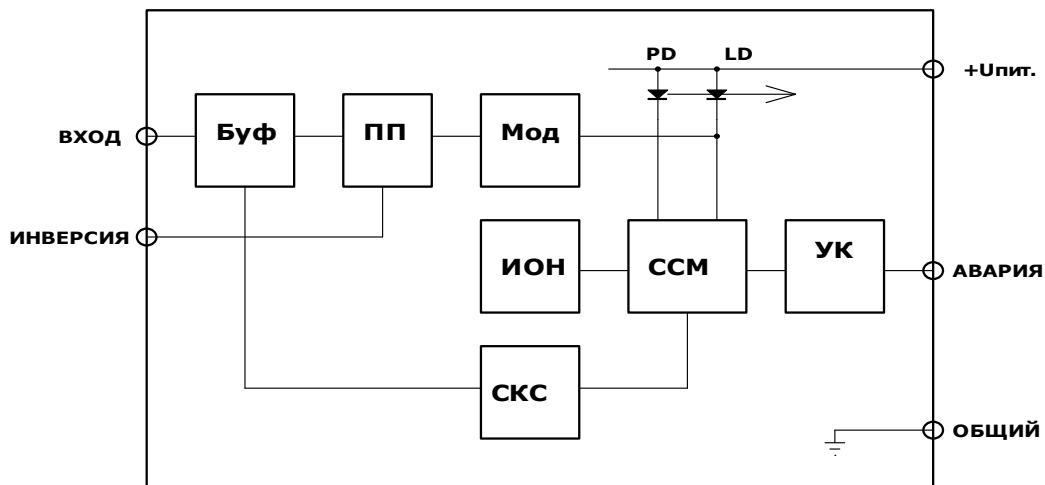 PD LD
+Uпит.
ВХОД
Буф
ПП
Мод
ИНВЕРСИЯ
ИОН
ССМ
УК
АВАРИЯ
СКС
ОБЩИЙ